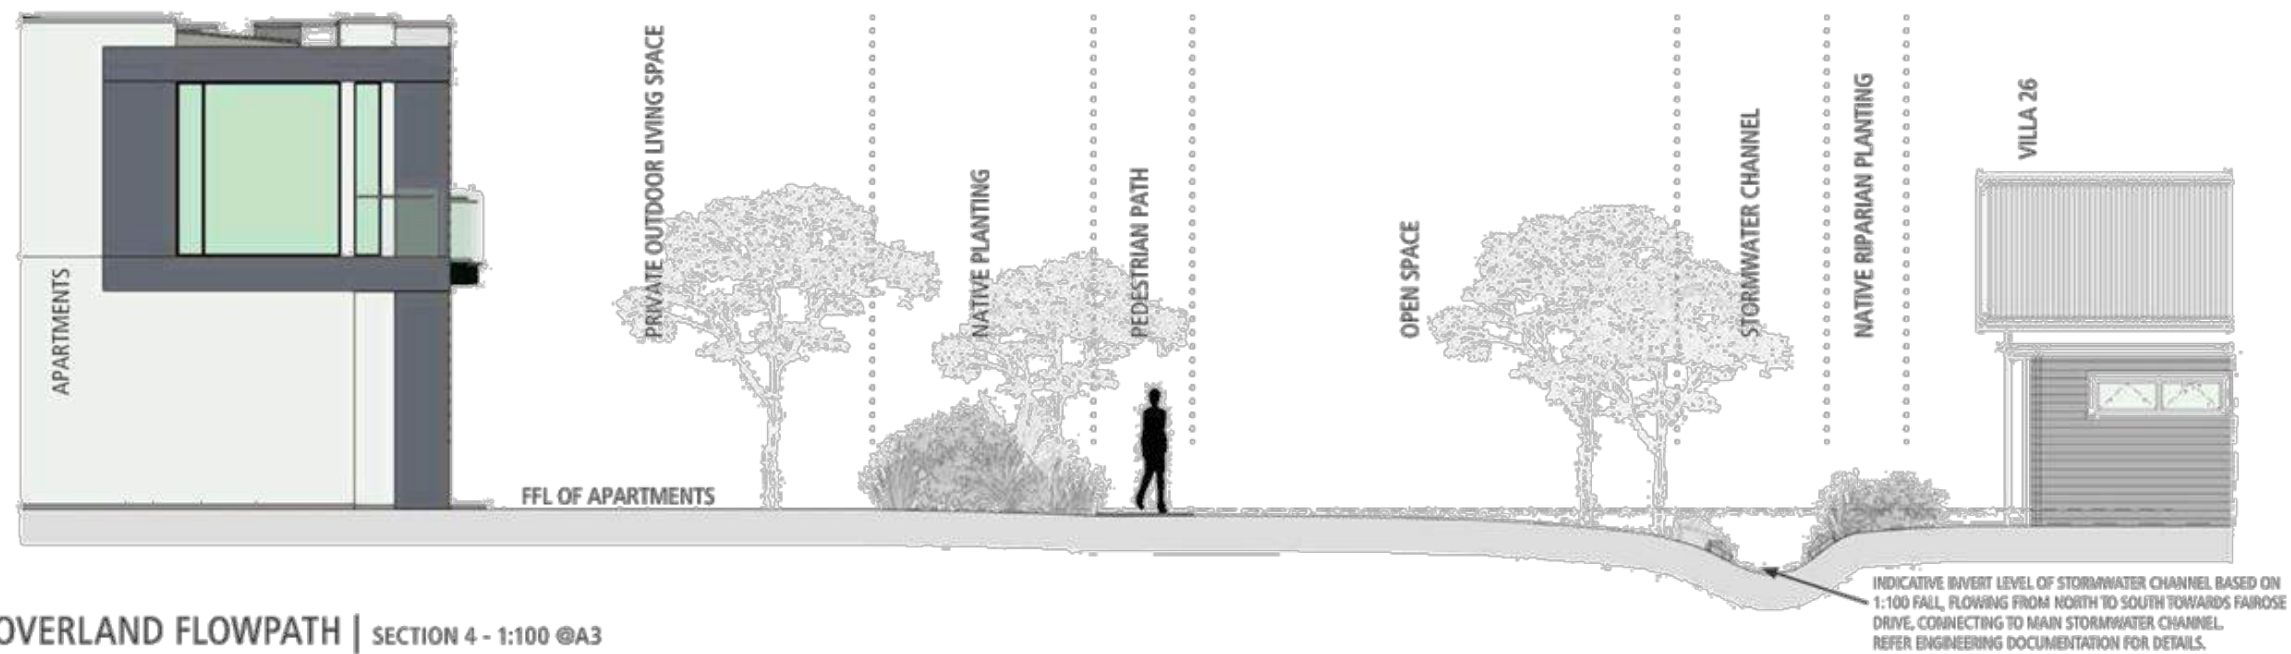 APARTMENTS
PRIVATE OUTDOOR LIVING SPACE
NATIVE PLANTING
PEDESTRIAN PATH
OPEN SPACE
STORMWATER CHANNEL
NATIVE RIPARIAN PLANTING
VILLA 26
FFL OF APARTMENTS
INDICATIVE INVERT LEVEL OF STORMWATER CHANNEL BASED ON
1:100 FALL, FLOWING FROM NORTH TO SOUTH TOWARDS FAIROSE
DRIVE, CONNECTING TO MAIN STORMWATER CHANNEL.
REFER ENGINEERING DOCUMENTATION FOR DETAILS.
OVERLAND FLOWPATH | SECTION 4 - 1:100 @A3